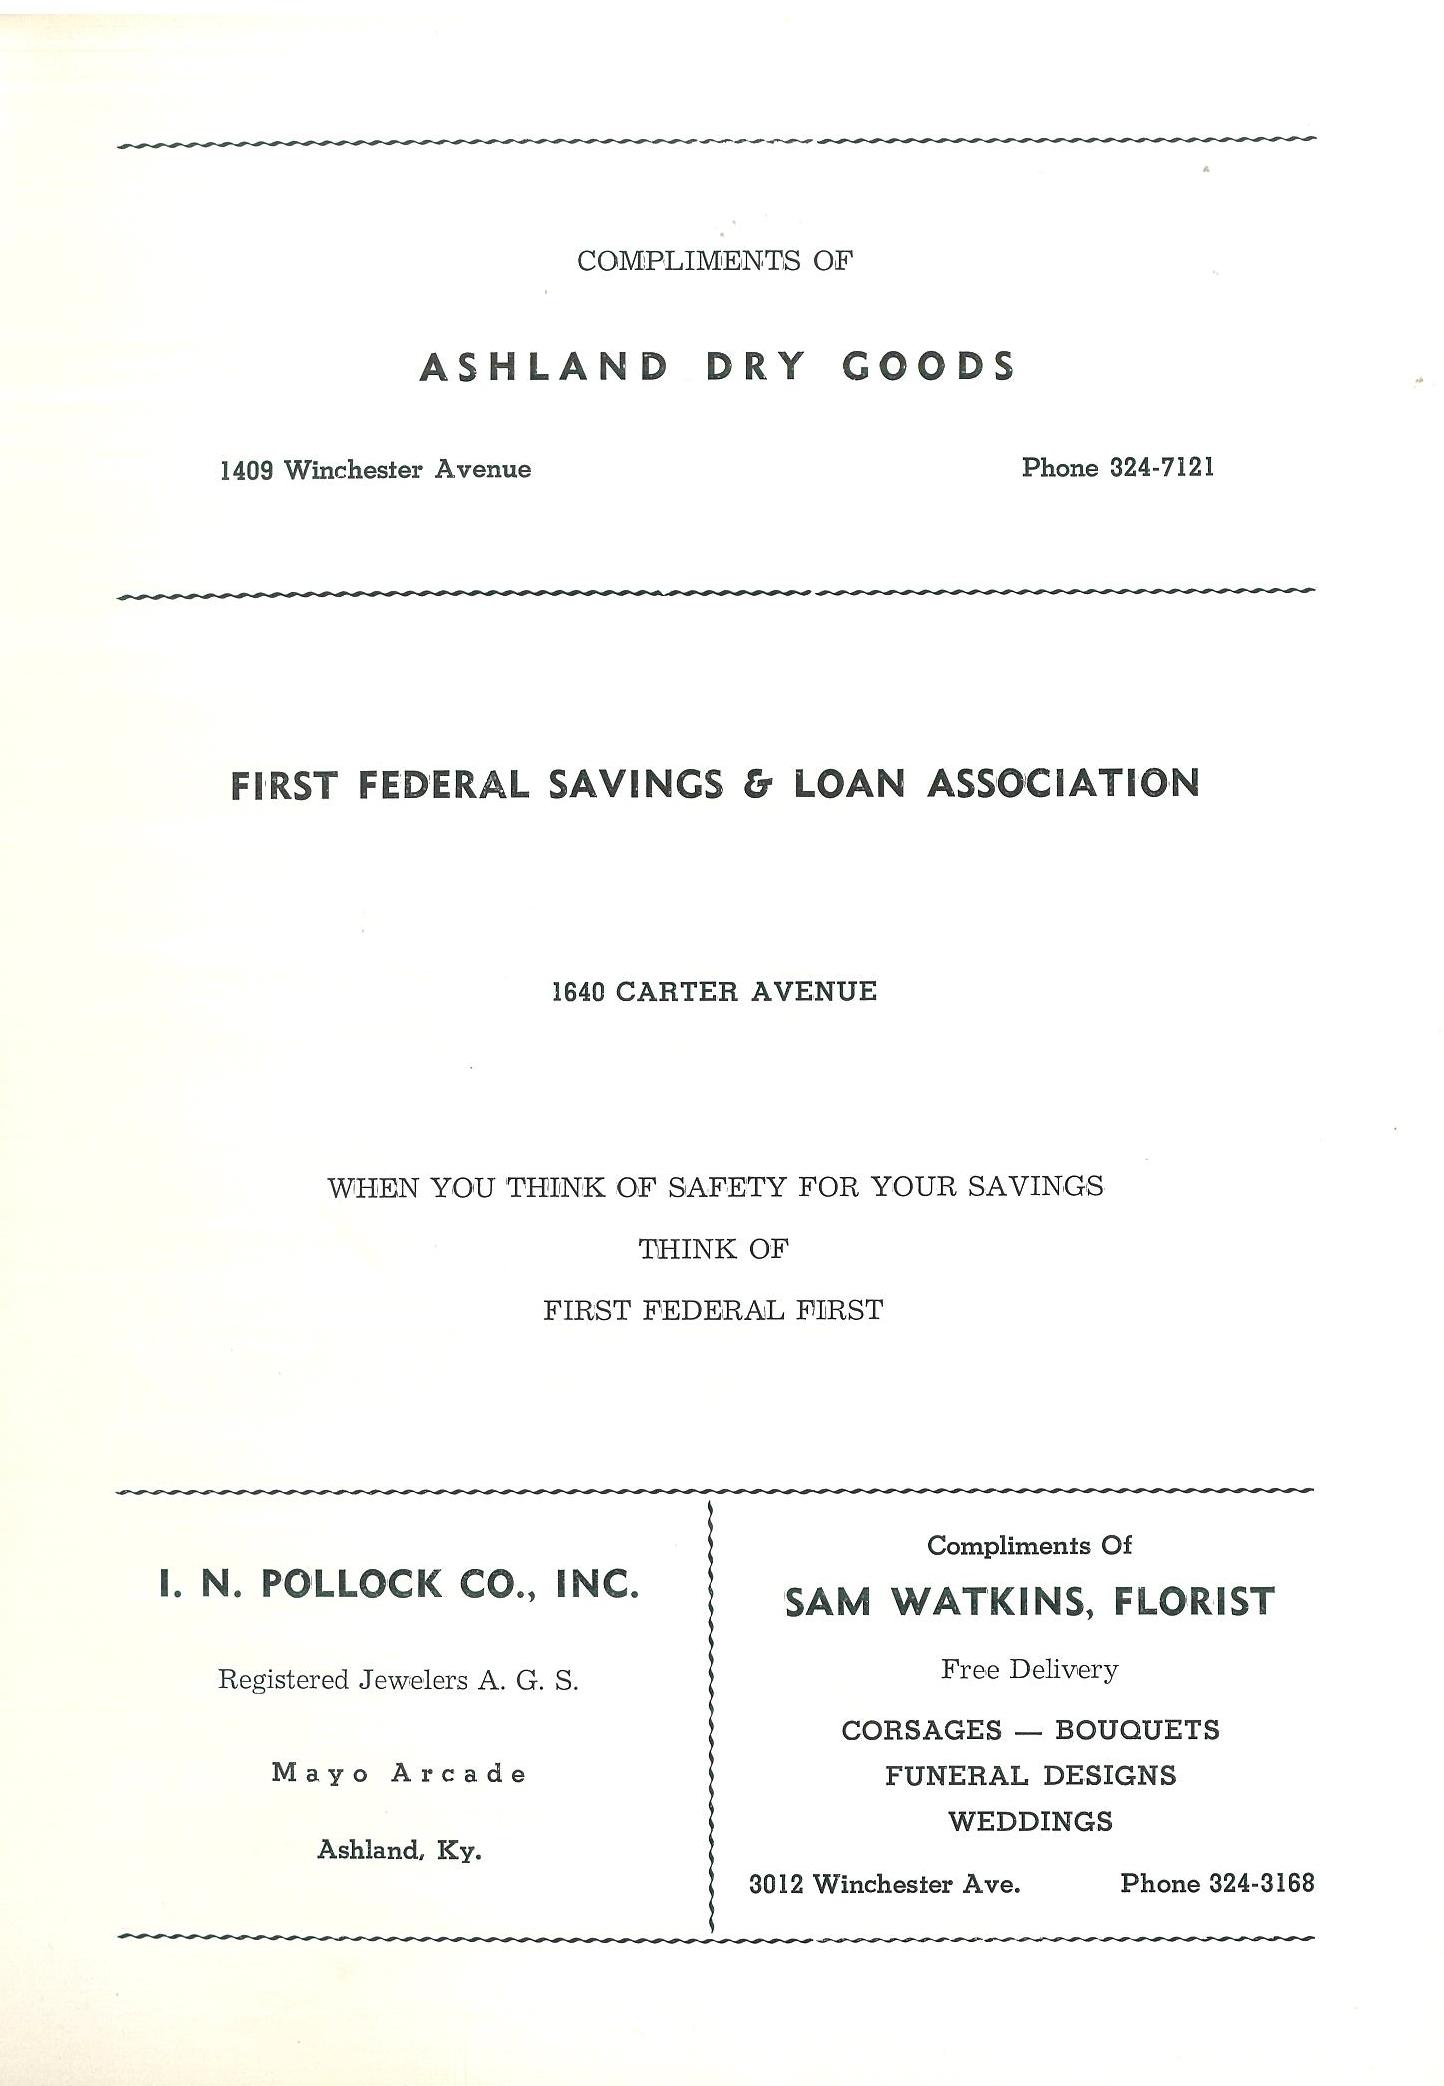 COMPLIMENTS OF
ASHLAND DRY GOODS
1409 Winchester Avenue Phone 324-7121
FIRST FEDERAL SAVINGS & LOAN ASSOCIATION
1640 CARTER AVENUE
WHEN YOU THINK OF SAFETY FOR YOUR SAVINGS
THINK OF
FIRST FEDERAL FIRST
I. N. POLLOCK CO., INC.
Registered Jewelers A. G. S.
Mayo Arcade
Ashland, Ky.
Compliments Of
SAM WATKINS, FLORIST
Free Delivery
CORSAGES — BOUQUETS
FUNERAL DESIGNS
WEDDINGS
3012 Winchester Ave. Phone 324-3168